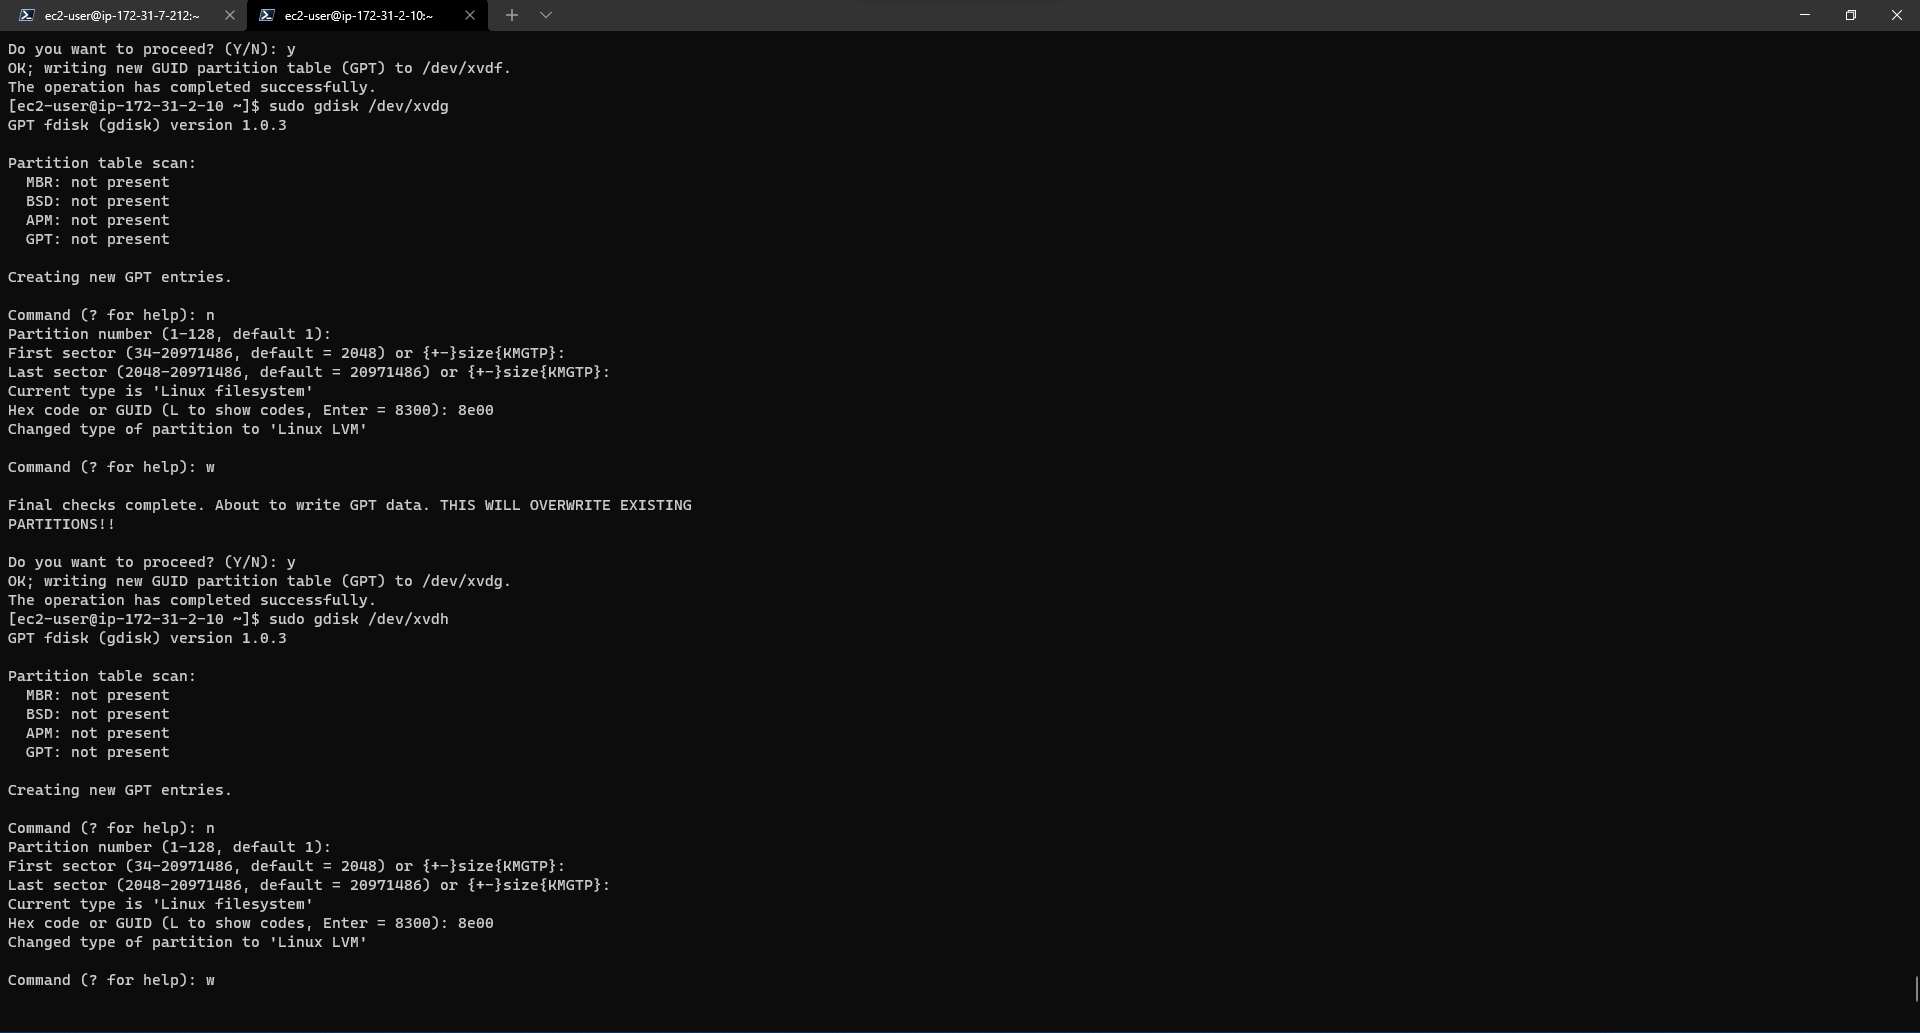 ec2-user@ip-172-31-7-212:~
ec2-user@ip-172-31-2-10:~
Do you want to proceed? (Y/N): y
OK; writing new GUID partition table (GPT) to /dev/xvdf.
The operation has completed successfully.
[ec2-user@ip-172-31-2-10 ~]$ sudo gdisk /dev/xvdg
GPT fdisk (gdisk) version 1.0.3
Partition table scan:
MBR: not present
BSD: not present
APM: not present
GPT: not present
Creating new GPT entries.
Command (? for help): n
Partition number (1-128, default 1):
First sector (34-20971486, default = 2048) or {+-}size{KMGTP}:
Last sector (2048-20971486, default = 20971486) or {+-}size{KMGTP}:
Current type is 'Linux filesystem'
Hex code or GUID (L to show codes, Enter = 8300): 8e00
Changed type of partition to 'Linux LVM'
Command (? for help): w
Final checks complete. About to write GPT data. THIS WILL OVERWRITE EXISTING
PARTITIONS!!
Do you want to proceed? (Y/N): y
OK; writing new GUID partition table (GPT) to /dev/xvdg.
The operation has completed successfully.
[ec2-user@ip-172-31-2-10 ~]$ sudo gdisk /dev/xvdh
GPT fdisk (gdisk) version 1.0.3
Partition table scan:
MBR: not present
BSD: not present
APM: not present
GPT: not present
Creating new GPT entries.
Command (? for help): n
Partition number (1-128, default 1):
First sector (34-20971486, default = 2048) or {+-}size{KMGTP}:
Last sector (2048-20971486, default = 20971486) or {+-}size{KMGTP}:
Current type is 'Linux filesystem'
Hex code or GUID (L to show codes, Enter = 8300): 8e00
Changed type of partition to 'Linux LVM'
Command (? for help): w